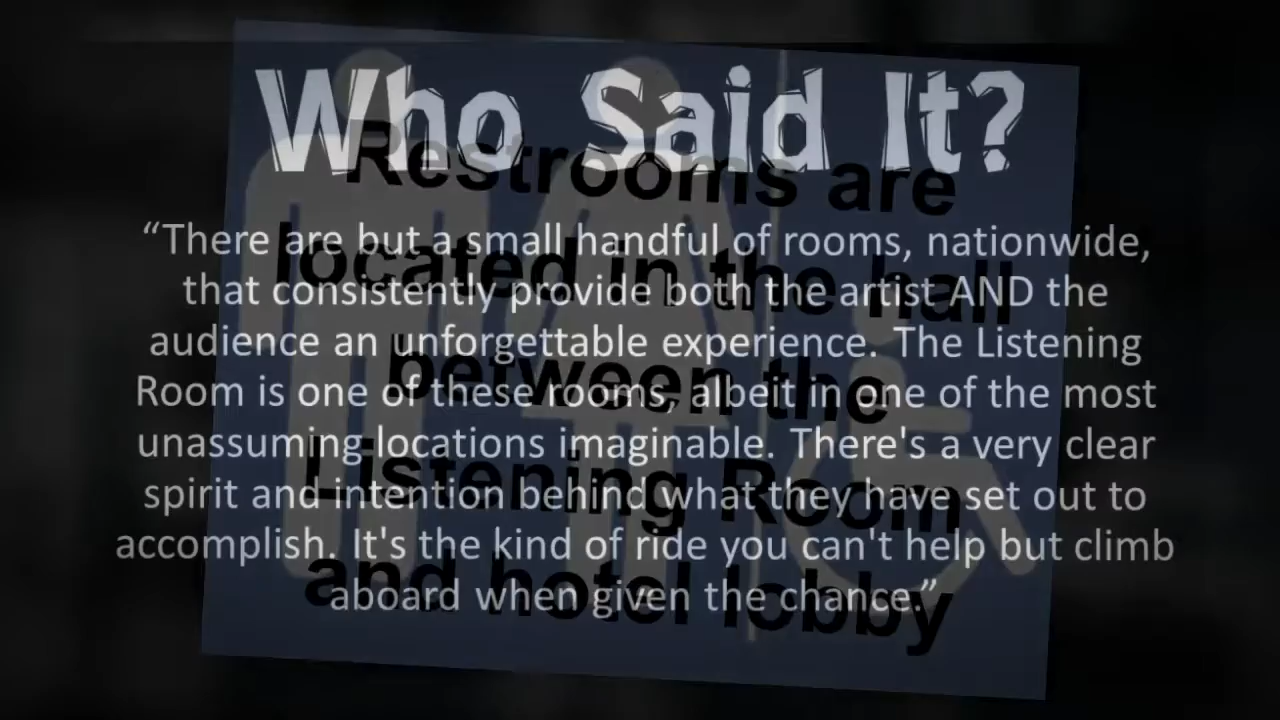 Who Said It?
“There are but a small handful of rooms, nationwide,
that consistently provide both the artist AND the
audience an unforgettable experience. The Listening
Room is one of these rooms, albeit in one of the most
unassuming locations imaginable. There's a very clear
spirit and intention behind what they have set out to
accomplish. It's the kind of ride you can't help but climb
aboard when given the chance.”
Restrooms are
located in the hall
between the
Listening Room
and hotel lobby